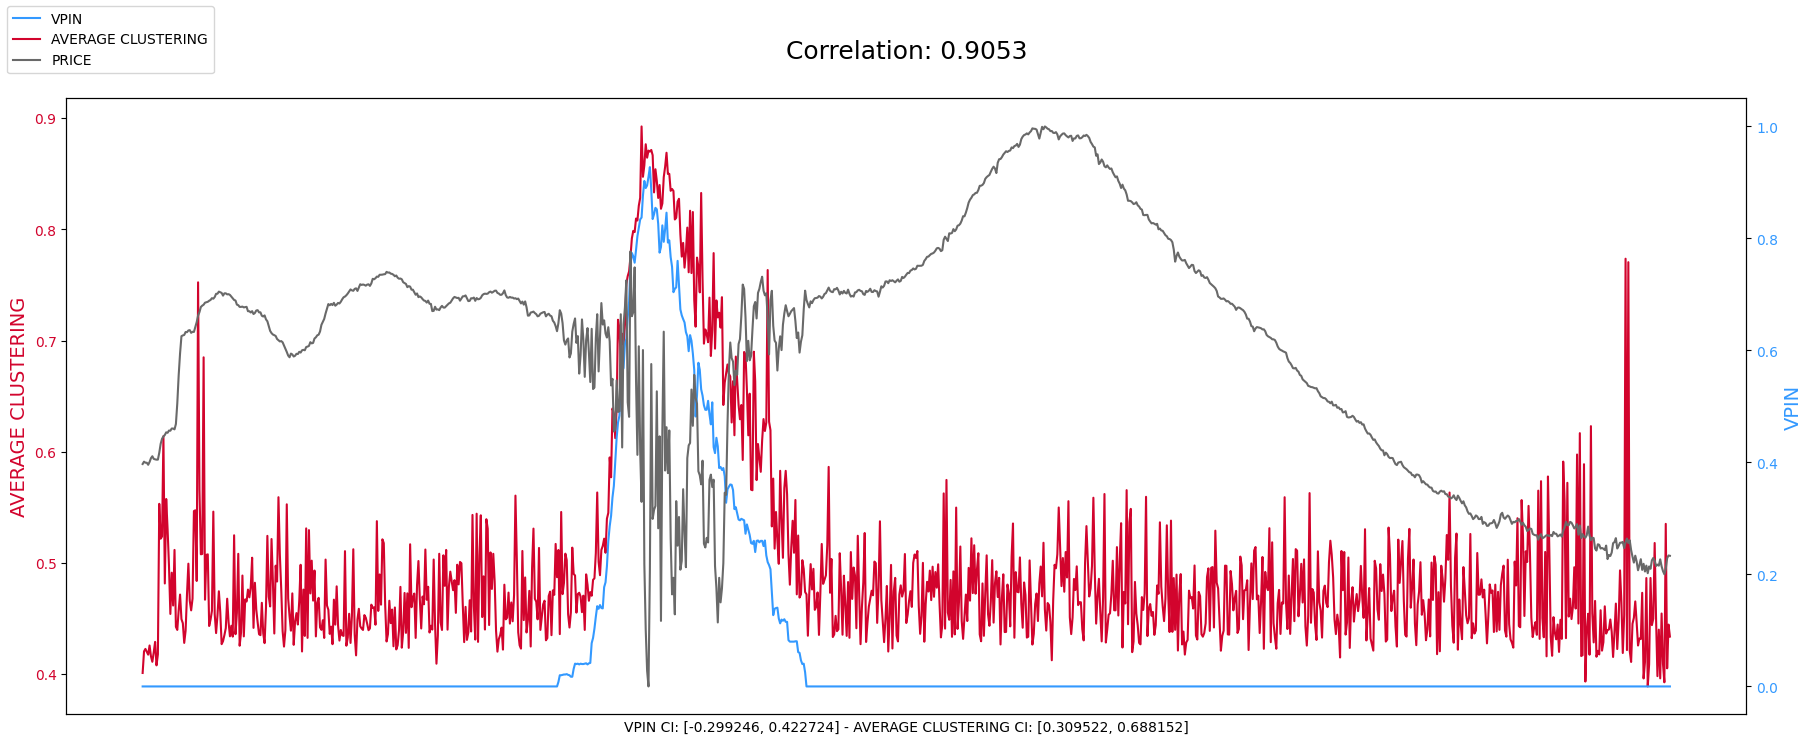 VPIN
AVERAGE CLUSTERING
PRICE
Correlation: 0.9053
AVERAGE CLUSTERING
0.9
0.8
0.7
0.6
0.5
0.4
1.0
0.8
0.6
0.4
0.2
0.0
VPIN
VPIN CI: [-0.299246, 0.422724] - AVERAGE CLUSTERING CI: [0.309522, 0.688152]